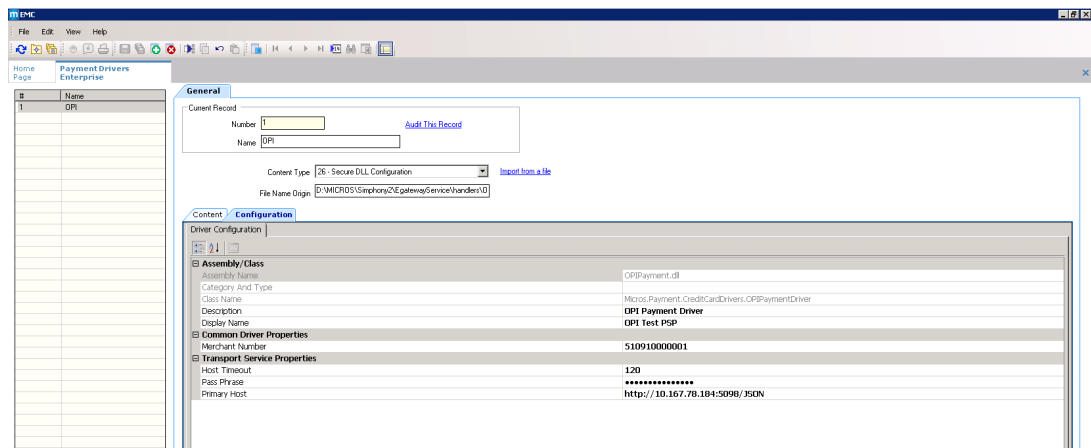 m EMC
File Edit View Help
Home Page
Payment Drivers Enterprise
# Name
1 OPI
General
Current Record
Number 1 Audit This Record
Name OPI
Content Type 26 - Secure DLL Configuration Import from a file
File Name Origin D:\MICROS\Simphony2\EgatewayService\handlers\O
Content Configuration
Driver Configuration
Assembly/Class
Assembly Name OPIPayment.dll
Category And Type
Class Name Micros.Payment.CreditCardDrivers.OPIPaymentDriver
Description OPI Payment Driver
Display Name OPI Test PSP
Common Driver Properties
Merchant Number 510910000001
Transport Service Properties
Host Timeout 120
Pass Phrase •••••••••••••••
Primary Host http://10.167.78.184:5098/JSON